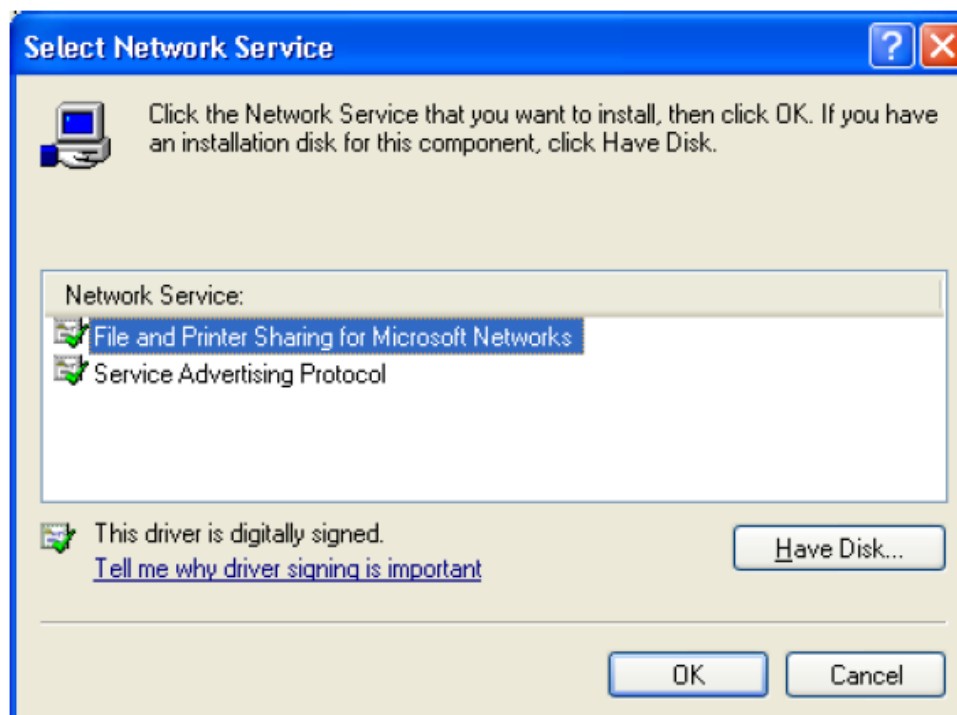 Select Network Service
Click the Network Service that you want to install, then click OK. If you have
an installation disk for this component, click Have Disk.
Network Service:
File and Printer Sharing for Microsoft Networks
Service Advertising Protocol
This driver is digitally signed.
Tell me why driver signing is important
Have Disk...
OK
Cancel